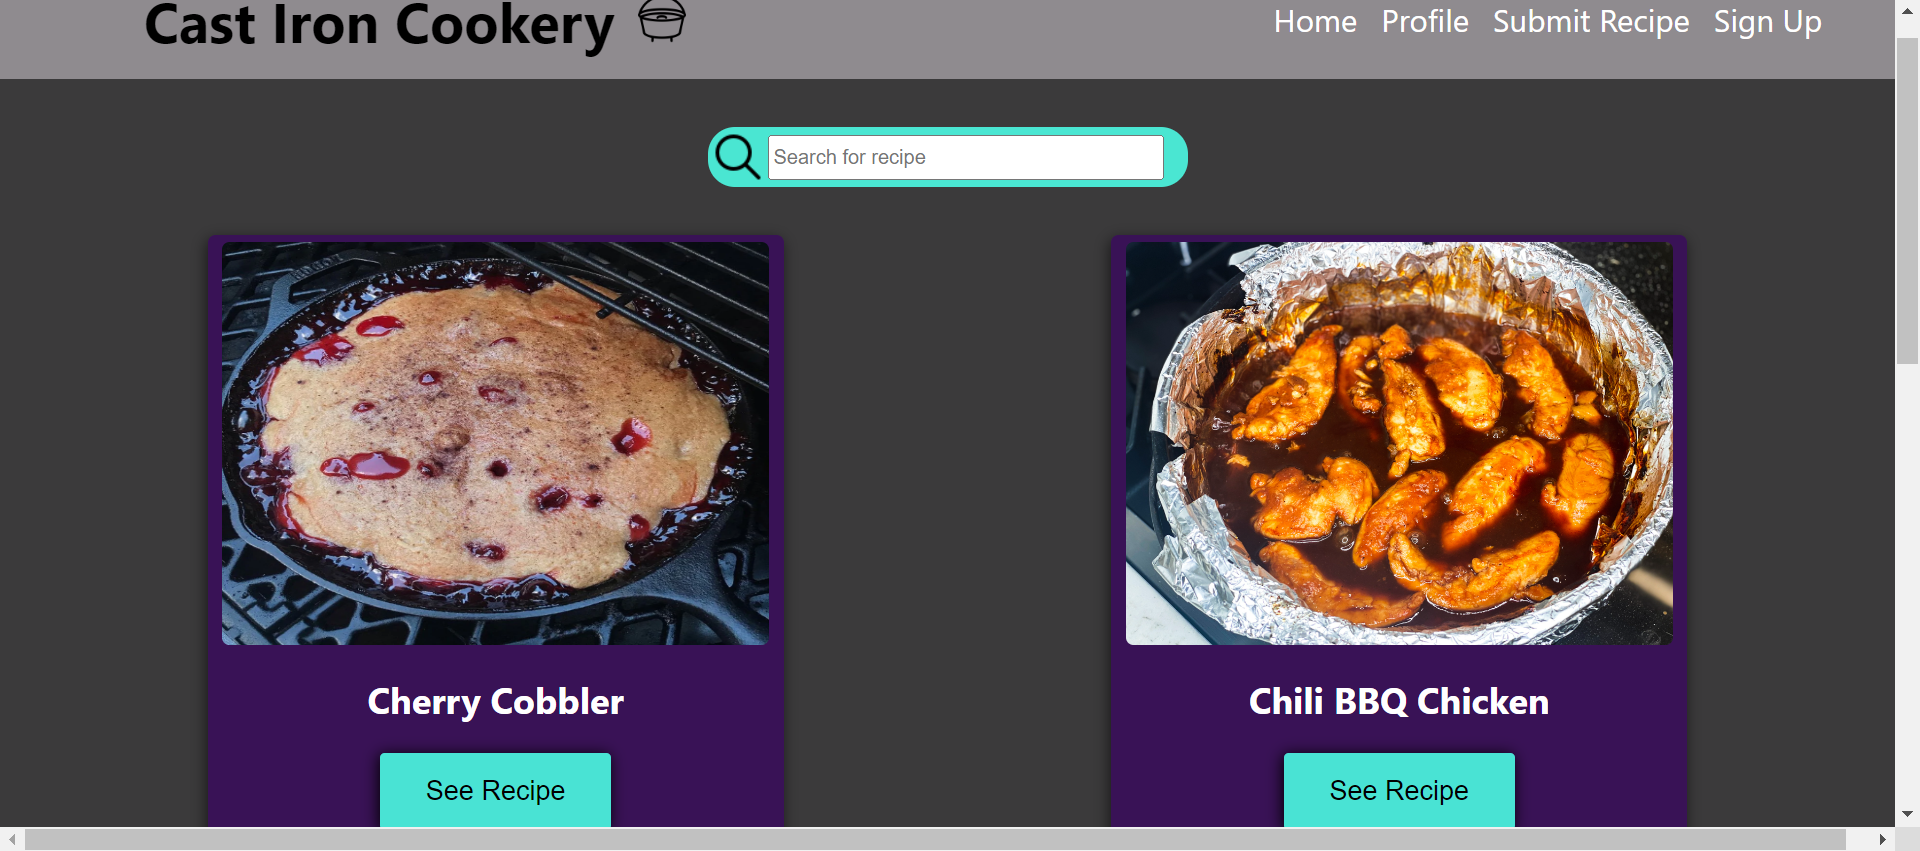 Cast Iron Cookery
Home Profile Submit Recipe Sign Up
Search for recipe
Cherry Cobbler
Chili BBQ Chicken
See Recipe
See Recipe